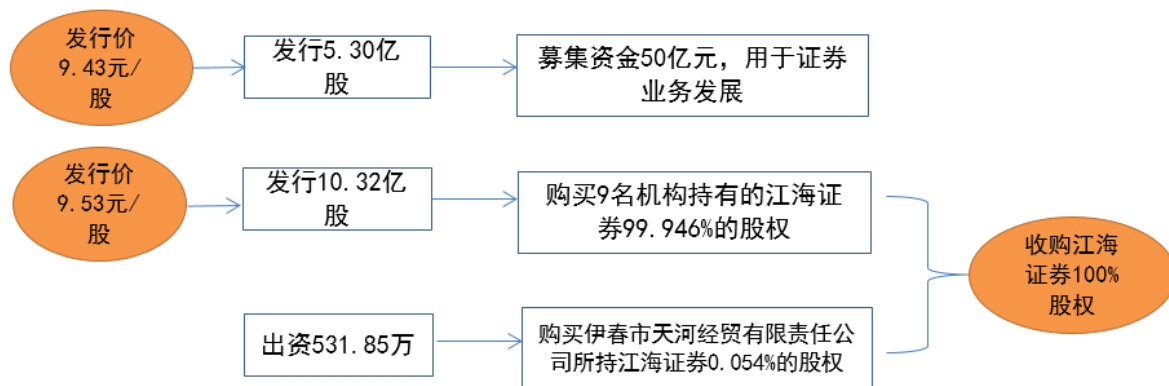 发行价
9.43元/
股
发行5.30亿
股
募集资金50亿元，用于证券
业务发展
发行价
9.53元/
股
发行10.32亿
股
购买9名机构持有的江海证
券99.946%的股权
出资531.85万
购买伊春市天河经贸有限责任公
司所持江海证券0.054%的股权
收购江海
证券100%
股权